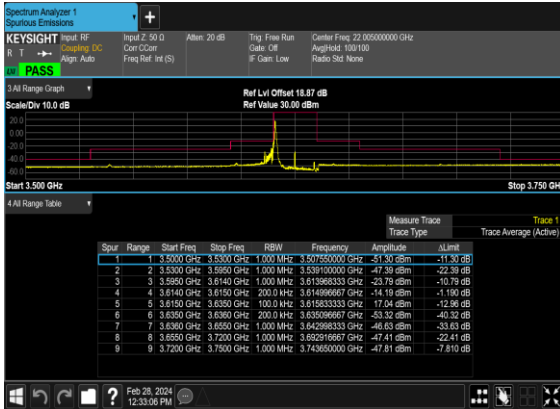 Spectrum Analyzer 1
Spurious Emissions
+
KEYSIGHT Input: RF Input Z: 50 Ω Atten: 20 dB Trig: Free Run Center Freq: 22.005000000 GHz
R T Coupling: DC Corr CCorr Gate: Off Avg|Hold: 100/100
Align: Auto Freq Ref: Int (S) IF Gain: Low Radio Std: None
PASS
3 All Range Graph
Ref Lvl Offset 18.87 dB
Scale/Div 10.0 dB Ref Value 30.00 dBm
20.0
0.00
-20.0
-40.0
-60.0
Start 3.500 GHz Stop 3.750 GH
4 All Range Table
Measure Trace Trace 1
Trace Type Trace Average (Active)
Spur Range Start Freq Stop Freq RBW Frequency Amplitude ΔLimit
1 1 3.5000 GHz 3.5300 GHz 1.000 MHz 3.507550000 GHz -51.30 dBm -11.30 dB
2 2 3.5300 GHz 3.5950 GHz 1.000 MHz 3.539100000 GHz -47.39 dBm -22.39 dB
3 3 3.5950 GHz 3.6140 GHz 1.000 MHz 3.613968333 GHz -23.79 dBm -10.79 dB
4 4 3.6140 GHz 3.6150 GHz 200.0 kHz 3.614996667 GHz -14.19 dBm -1.190 dB
5 5 3.6150 GHz 3.6350 GHz 100.0 kHz 3.615833333 GHz 17.04 dBm -12.96 dB
6 6 3.6350 GHz 3.6360 GHz 200.0 kHz 3.635096667 GHz -53.32 dBm -40.32 dB
7 7 3.6360 GHz 3.6550 GHz 1.000 MHz 3.642998333 GHz -46.63 dBm -33.63 dB
8 8 3.6550 GHz 3.7200 GHz 1.000 MHz 3.692916667 GHz -47.41 dBm -22.41 dB
9 9 3.7200 GHz 3.7500 GHz 1.000 MHz 3.743650000 GHz -47.81 dBm -7.810 dB
? Feb 28, 2024
12:33:06 PM